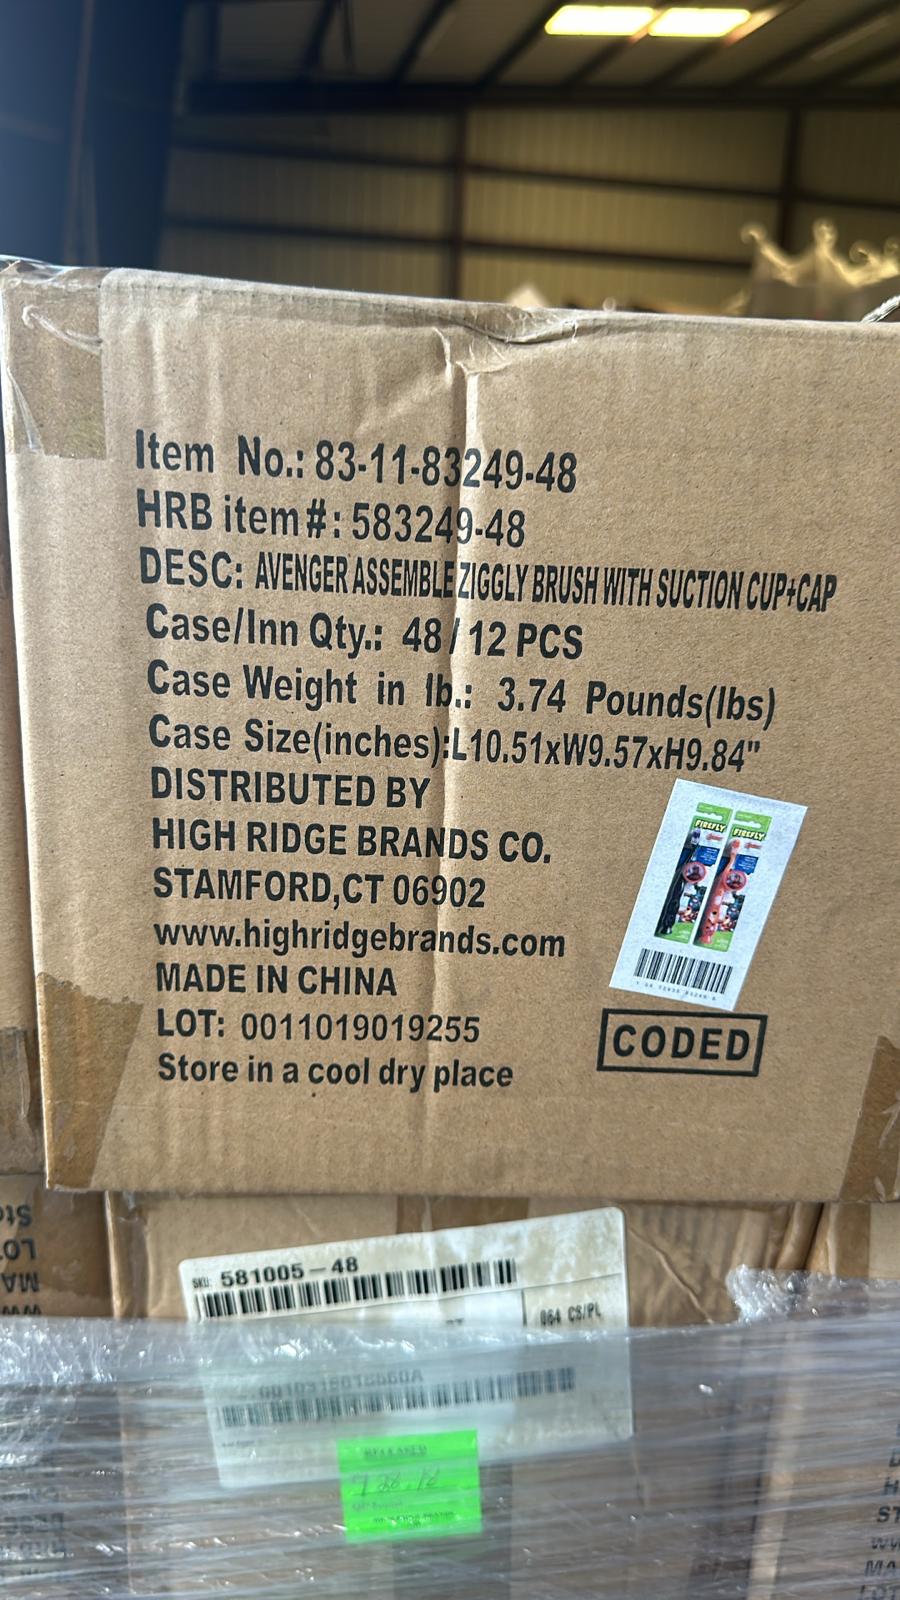 Item No.: 83-11-83249-48
HRB item#: 583249-48
DESC: AVENGER ASSEMBLE ZIGGLY BRUSH WITH SUCTION CUP+CAP
Case/Inn Qty.: 48 / 12 PCS
Case Weight in lb.: 3.74 Pounds(lbs)
Case Size(inches):L10.51xW9.57xH9.84"
DISTRIBUTED BY
HIGH RIDGE BRANDS CO.
STAMFORD,CT 06902
www.highridgebrands.com
MADE IN CHINA
LOT: 0011019019255
Store in a cool dry place
FIREFLY FIREFLY
CODED
SKU: 581005-48
064 CS/PL
RELEASED